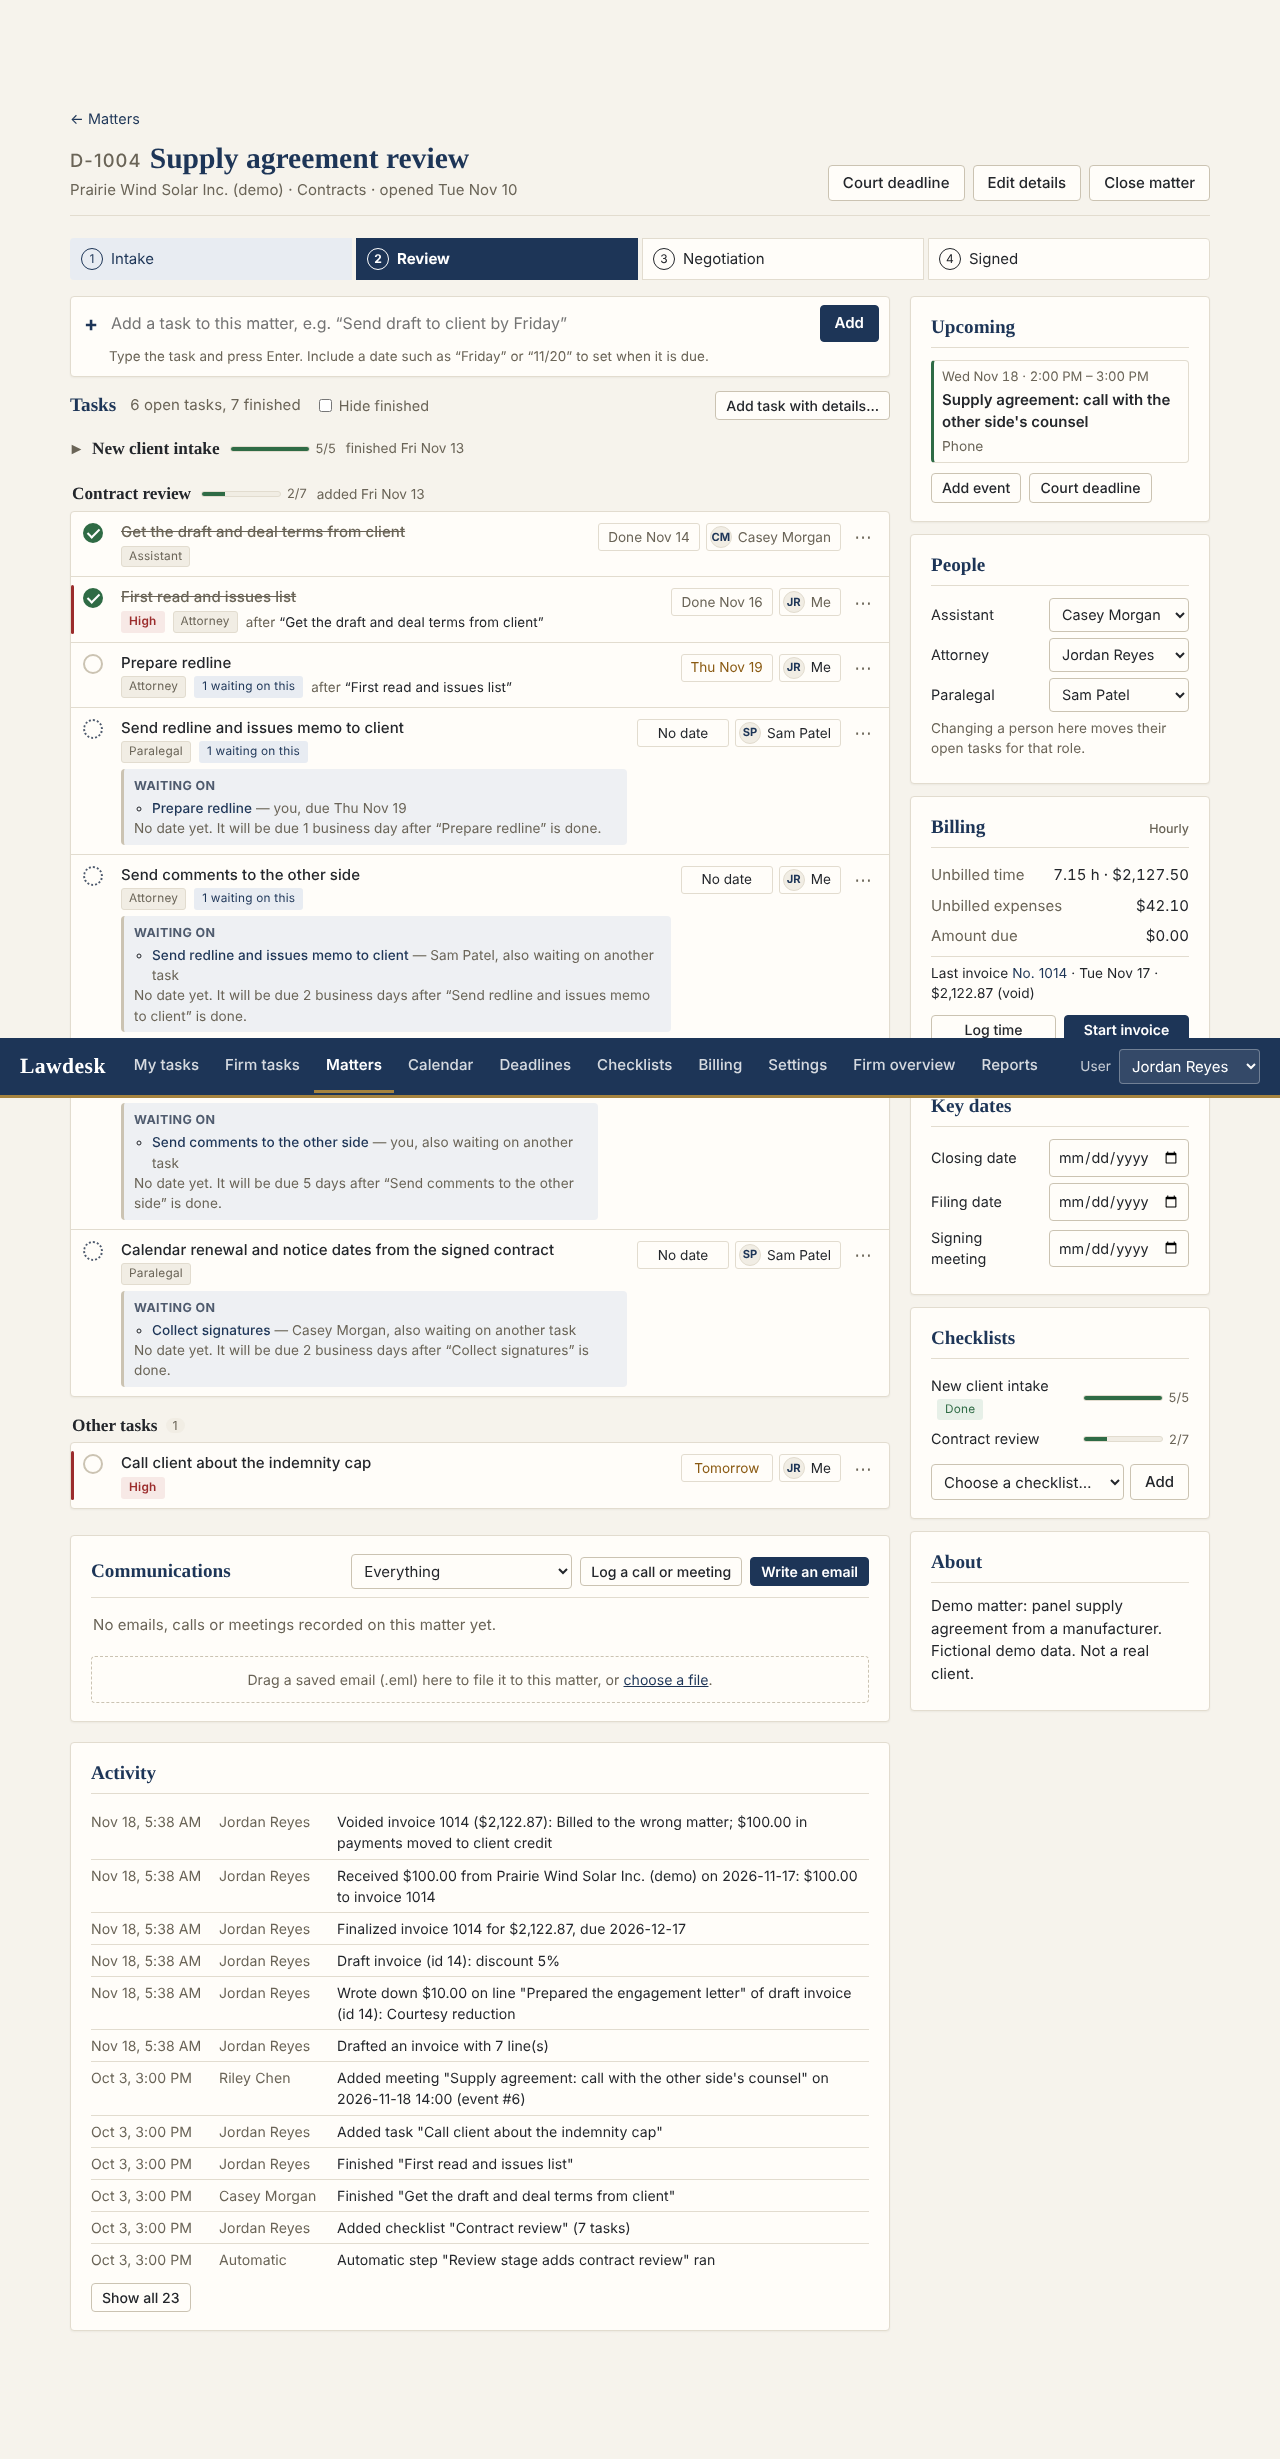 ← Matters
D-1004 Supply agreement review
Prairie Wind Solar Inc. (demo) · Contracts · opened Tue Nov 10
Court deadline
Edit details
Close matter
1 Intake
2 Review
3 Negotiation
4 Signed
+ Add a task to this matter, e.g. “Send draft to client by Friday”
Add
Type the task and press Enter. Include a date such as “Friday” or “11/20” to set when it is due.
Tasks 6 open tasks, 7 finished Hide finished
Add task with details...
▶ New client intake 5/5 finished Fri Nov 13
Contract review 2/7 added Fri Nov 13
Get the draft and deal terms from client
Done Nov 14 CM Casey Morgan ⋯
Assistant
First read and issues list
Done Nov 16 JR Me ⋯
High Attorney after “Get the draft and deal terms from client”
Prepare redline
Thu Nov 19 JR Me ⋯
Attorney 1 waiting on this after “First read and issues list”
Send redline and issues memo to client
No date SP Sam Patel ⋯
Paralegal 1 waiting on this
WAITING ON
Prepare redline — you, due Thu Nov 19
No date yet. It will be due 1 business day after “Prepare redline” is done.
Send comments to the other side
No date JR Me ⋯
Attorney 1 waiting on this
WAITING ON
Send redline and issues memo to client — Sam Patel, also waiting on another
task
No date yet. It will be due 2 business days after “Send redline and issues memo
to client” is done.
Lawdesk My tasks Firm tasks Matters Calendar Deadlines Checklists Billing Settings Firm overview Reports User Jordan Reyes
WAITING ON
Send comments to the other side — you, also waiting on another
task
No date yet. It will be due 5 days after “Send comments to the other
side” is done.
Calendar renewal and notice dates from the signed contract
No date SP Sam Patel ⋯
Paralegal
WAITING ON
Collect signatures — Casey Morgan, also waiting on another task
No date yet. It will be due 2 business days after “Collect signatures” is
done.
Other tasks 1
Call client about the indemnity cap
Tomorrow JR Me ⋯
High
Communications
Everything
Log a call or meeting
Write an email
No emails, calls or meetings recorded on this matter yet.
Drag a saved email (.eml) here to file it to this matter, or choose a file.
Activity
Nov 18, 5:38 AM Jordan Reyes Voided invoice 1014 ($2,122.87): Billed to the wrong matter; $100.00 in
payments moved to client credit
Nov 18, 5:38 AM Jordan Reyes Received $100.00 from Prairie Wind Solar Inc. (demo) on 2026-11-17: $100.00
to invoice 1014
Nov 18, 5:38 AM Jordan Reyes Finalized invoice 1014 for $2,122.87, due 2026-12-17
Nov 18, 5:38 AM Jordan Reyes Draft invoice (id 14): discount 5%
Nov 18, 5:38 AM Jordan Reyes Wrote down $10.00 on line "Prepared the engagement letter" of draft invoice
(id 14): Courtesy reduction
Nov 18, 5:38 AM Jordan Reyes Drafted an invoice with 7 line(s)
Oct 3, 3:00 PM Riley Chen Added meeting "Supply agreement: call with the other side's counsel" on
2026-11-18 14:00 (event #6)
Oct 3, 3:00 PM Jordan Reyes Added task "Call client about the indemnity cap"
Oct 3, 3:00 PM Jordan Reyes Finished "First read and issues list"
Oct 3, 3:00 PM Casey Morgan Finished "Get the draft and deal terms from client"
Oct 3, 3:00 PM Jordan Reyes Added checklist "Contract review" (7 tasks)
Oct 3, 3:00 PM Automatic Automatic step "Review stage adds contract review" ran
Show all 23
Upcoming
Wed Nov 18 · 2:00 PM – 3:00 PM
Supply agreement: call with the
other side's counsel
Phone
Add event
Court deadline
People
Assistant Casey Morgan
Attorney Jordan Reyes
Paralegal Sam Patel
Changing a person here moves their
open tasks for that role.
Billing Hourly
Unbilled time 7.15 h · $2,127.50
Unbilled expenses $42.10
Amount due $0.00
Last invoice No. 1014 · Tue Nov 17 ·
$2,122.87 (void)
Log time
Start invoice
Key dates
Closing date mm/dd/yyyy
Filing date mm/dd/yyyy
Signing
meeting mm/dd/yyyy
Checklists
New client intake
Done 5/5
Contract review 2/7
Choose a checklist...
Add
About
Demo matter: panel supply
agreement from a manufacturer.
Fictional demo data. Not a real
client.